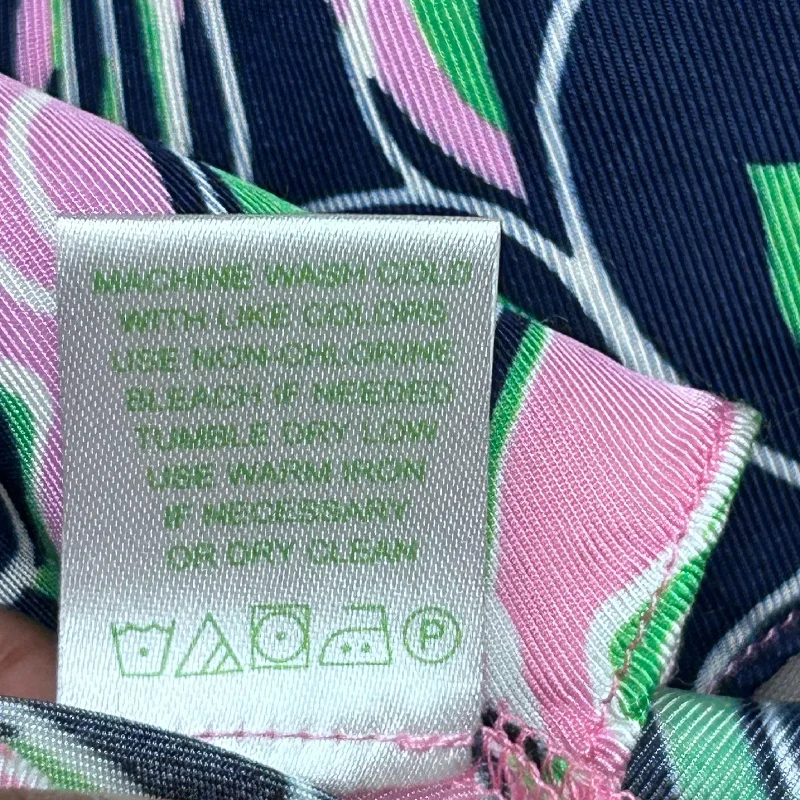 MACHINE WASH COLD
WITH LIKE COLORS
USE NON-CHLORINE
BLEACH IF NEEDED
TUMBLE DRY LOW
USE WARM IRON
IF NECESSARY
OR DRY CLEAN
P